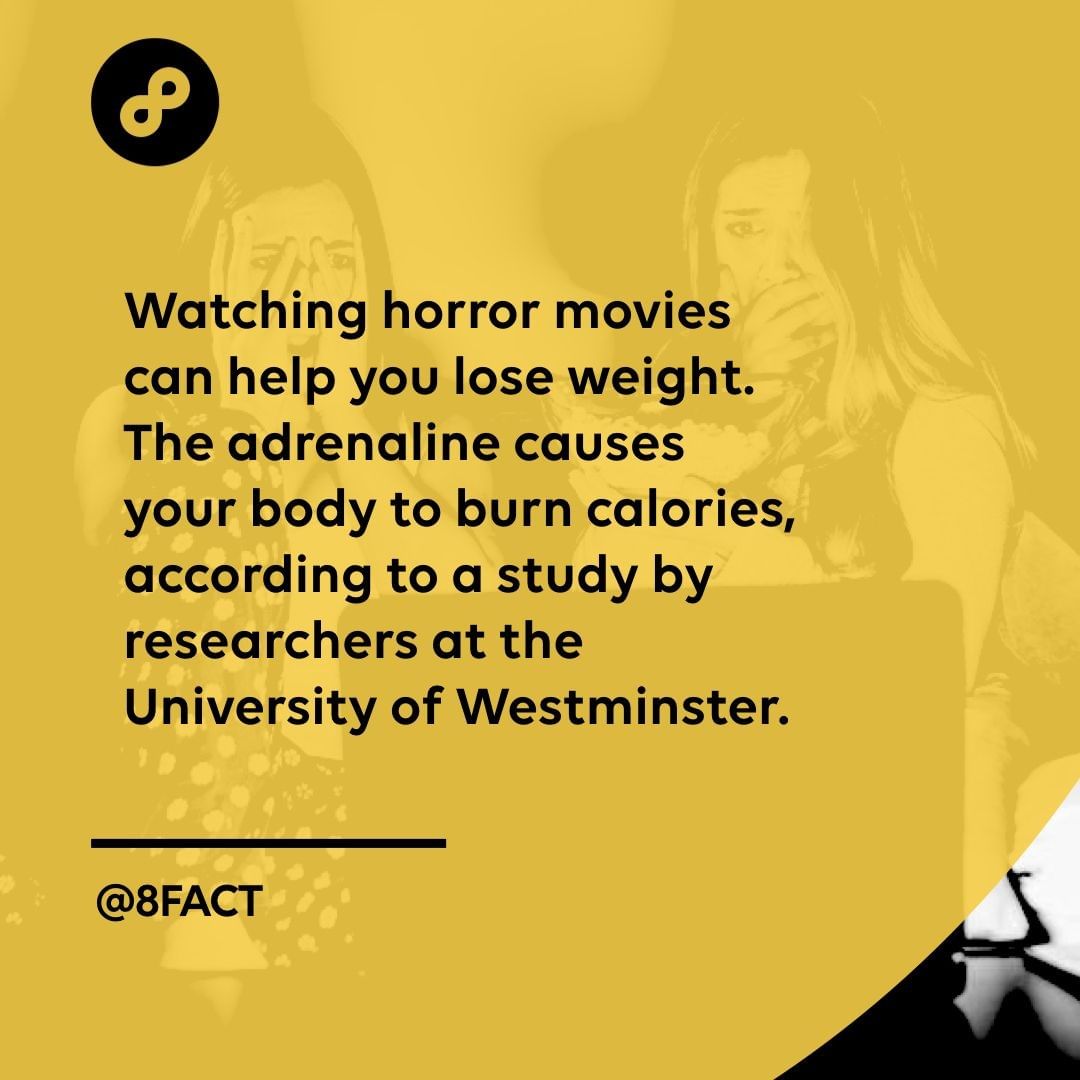 Watching horror movies
can help you lose weight.
The adrenaline causes
your body to burn calories,
according to a study by
researchers at the
University of Westminster.
@8FACT